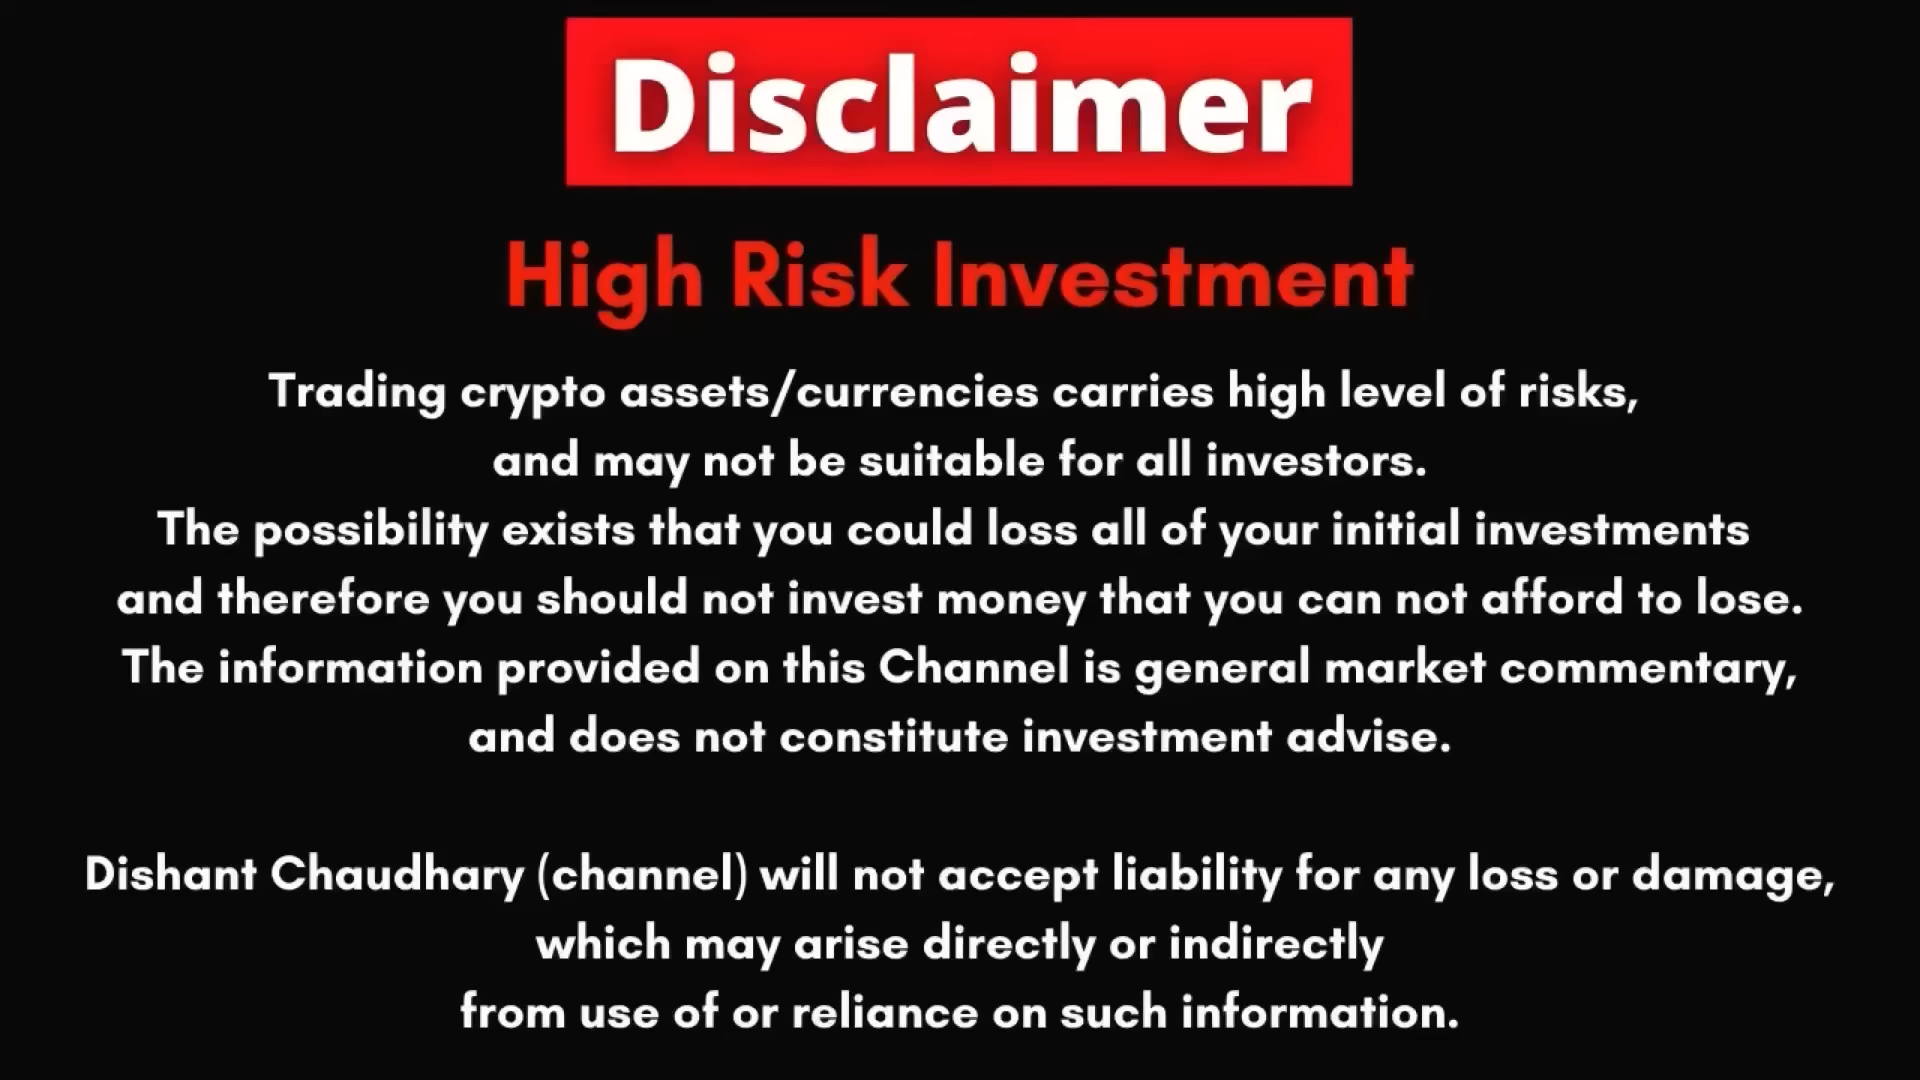 Disclaimer
High Risk Investment
Trading crypto assets/currencies carries high level of risks,
and may not be suitable for all investors.
The possibility exists that you could loss all of your initial investments
and therefore you should not invest money that you can not afford to lose.
The information provided on this Channel is general market commentary,
and does not constitute investment advise.
Dishant Chaudhary (channel) will not accept liability for any loss or damage,
which may arise directly or indirectly
from use of or reliance on such information.